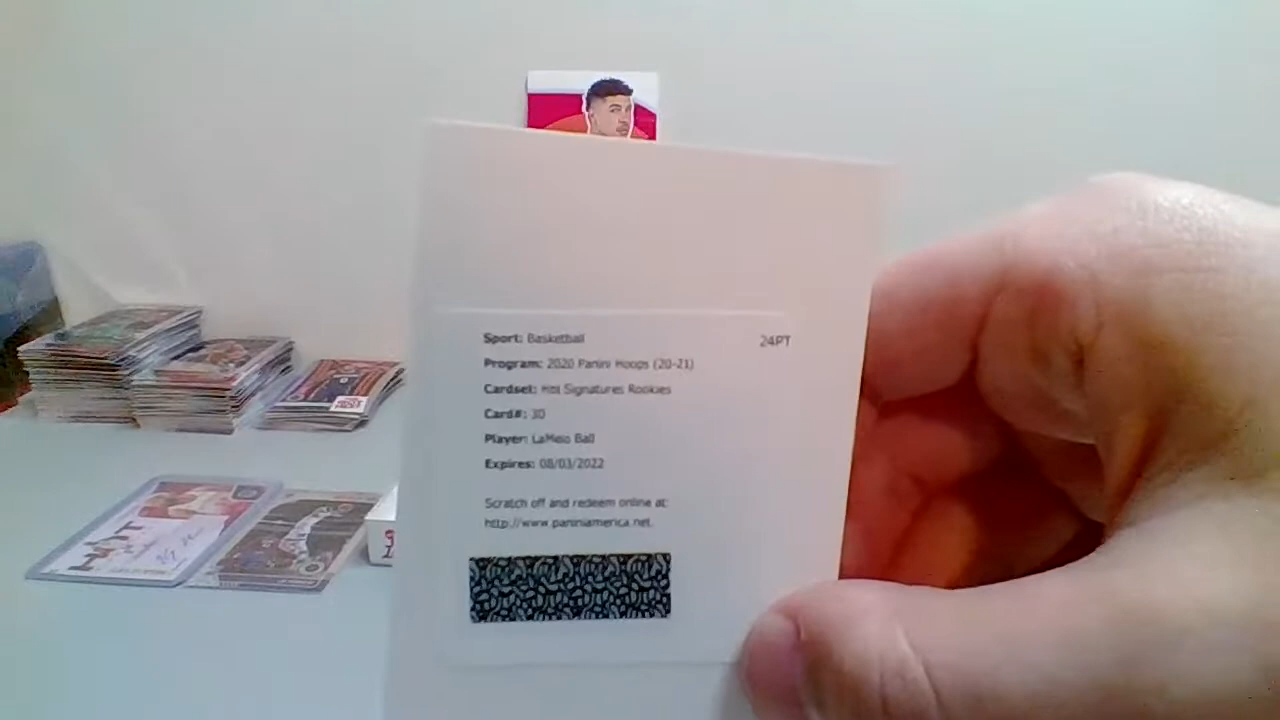 Sport: Basketball 24PT
Program: 2020 Panini Hoops (20-21)
Cardset: Hot Signatures Rookies
Card#: 30
Player: LaMelo Ball
Expires: 08/03/2022
Scratch off and redeem online at:
http://www.paniniamerica.net.
HOT